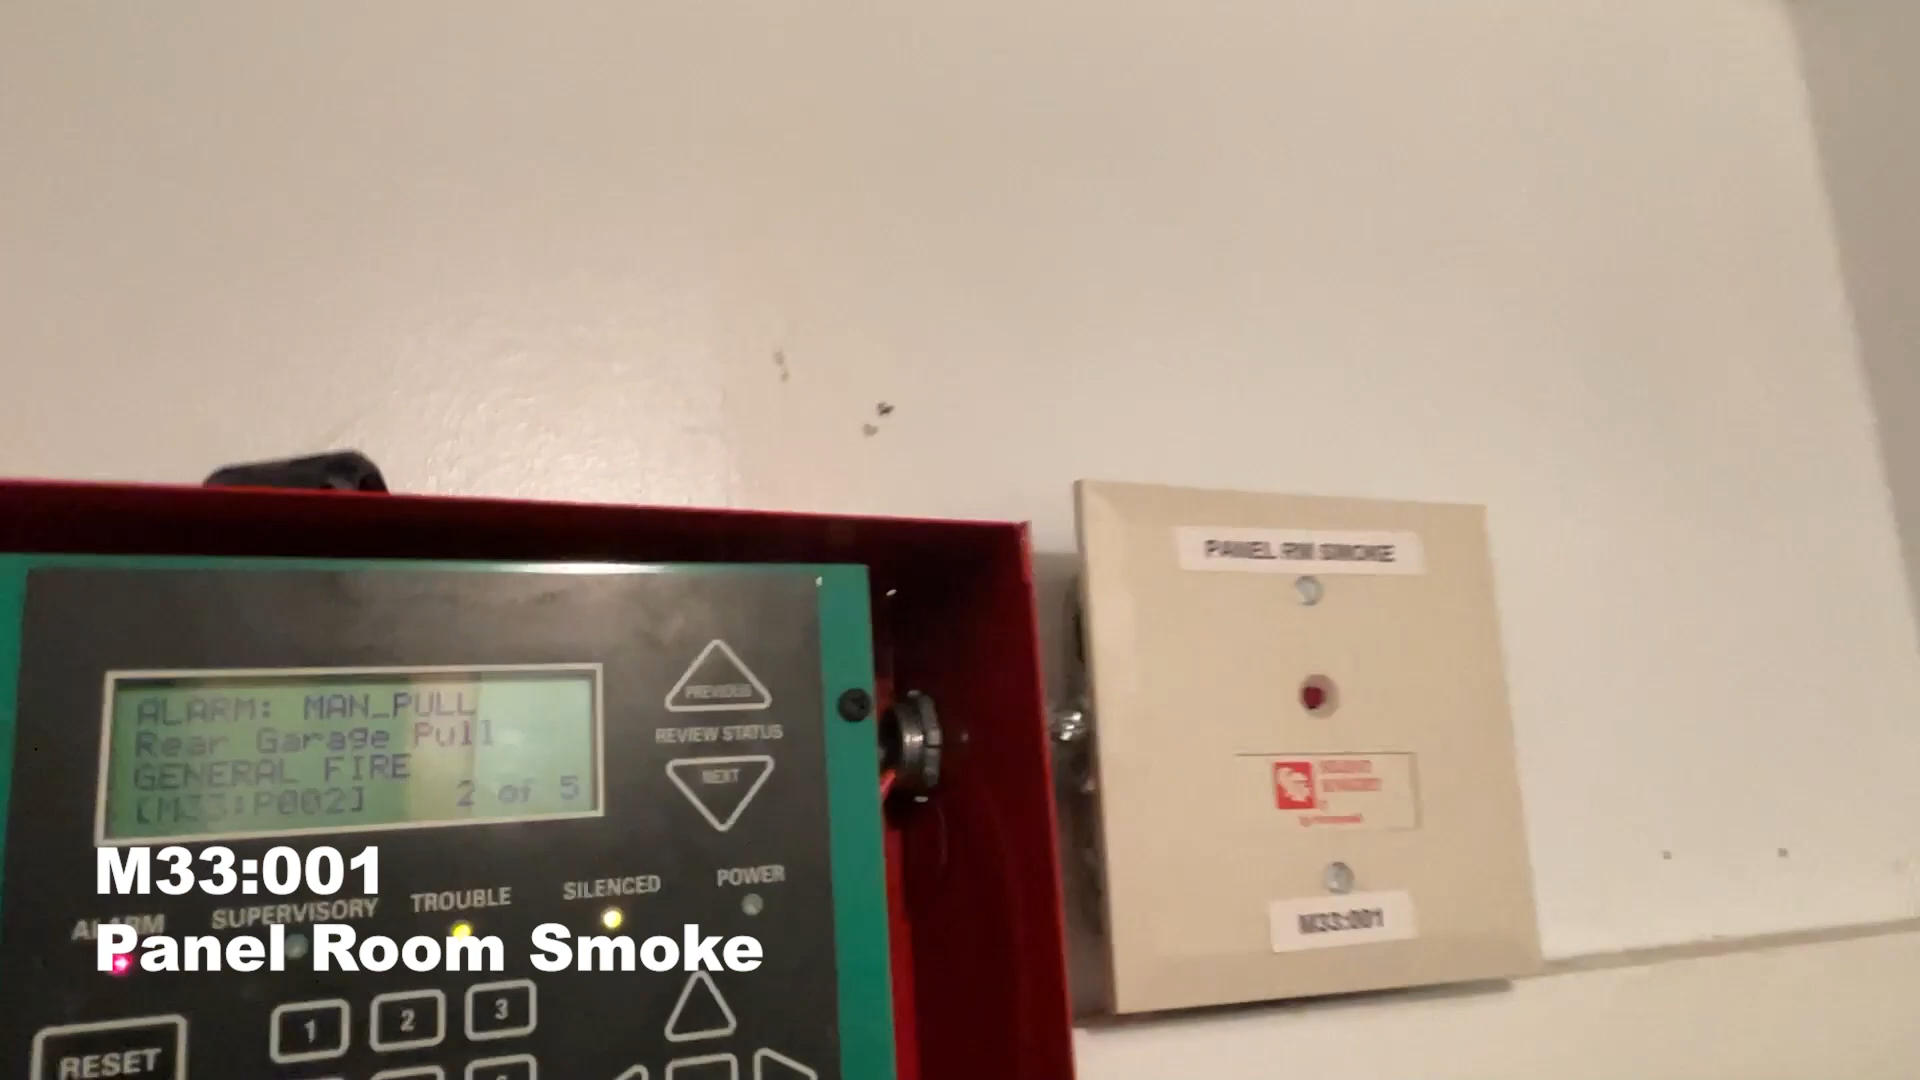 PANEL RM SMOKE
ALARM: MAN_PULL
Rear Garage Pull
GENERAL FIRE
[M33:P002] 2 of 5
PREVIOUS
REVIEW STATUS
NEXT
M33:001
ALARM SUPERVISORY TROUBLE SILENCED POWER
M33:001
Panel Room Smoke
1 2 3
RESET